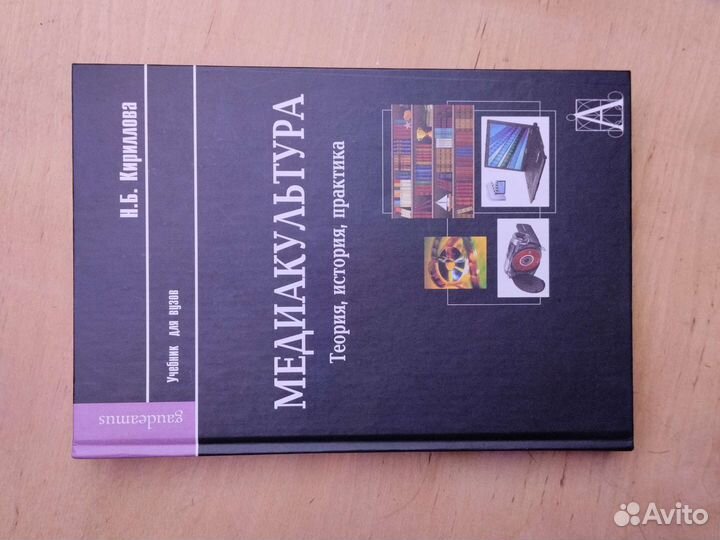 Н.Б. Кириллова
Учебник для вузов
gaudeamus
МЕДИАКУЛЬТУРА
Теория, история, практика
А
Avito